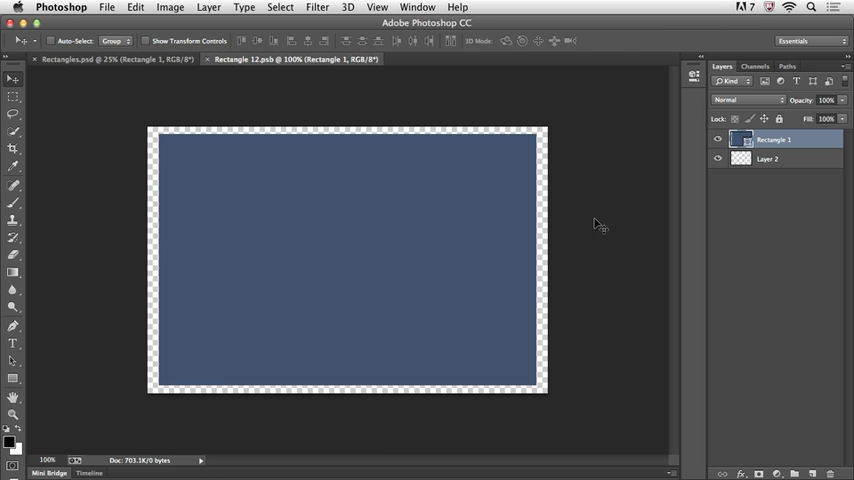 Photoshop File Edit Image Layer Type Select Filter 3D View Window Help 7
Adobe Photoshop CC
Auto-Select: Group Show Transform Controls 3D Mode: Essentials
× Rectangles.psd @ 25% (Rectangle 1, RGB/8*) × Rectangle 12.psb @ 100% (Rectangle 1, RGB/8*)
Layers Channels Paths
Kind
Normal Opacity: 100%
Lock: Fill: 100%
Rectangle 1
Layer 2
100% Doc: 703.1K/0 bytes
Mini Bridge Timeline
fx